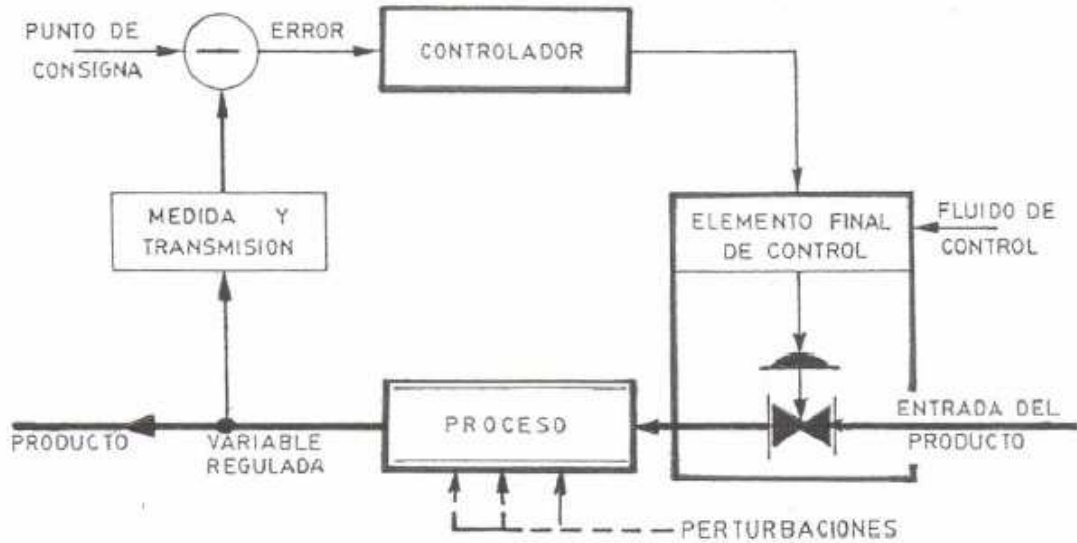 PUNTO DE
CONSIGNA
ERROR
CONTROLADOR
MEDIDA Y
TRANSMISION
ELEMENTO FINAL
DE CONTROL
FLUIDO DE
CONTROL
PROCESO
ENTRADA DEL
PRODUCTO
PRODUCTO
VARIABLE
REGULADA
PERTURBACIONES